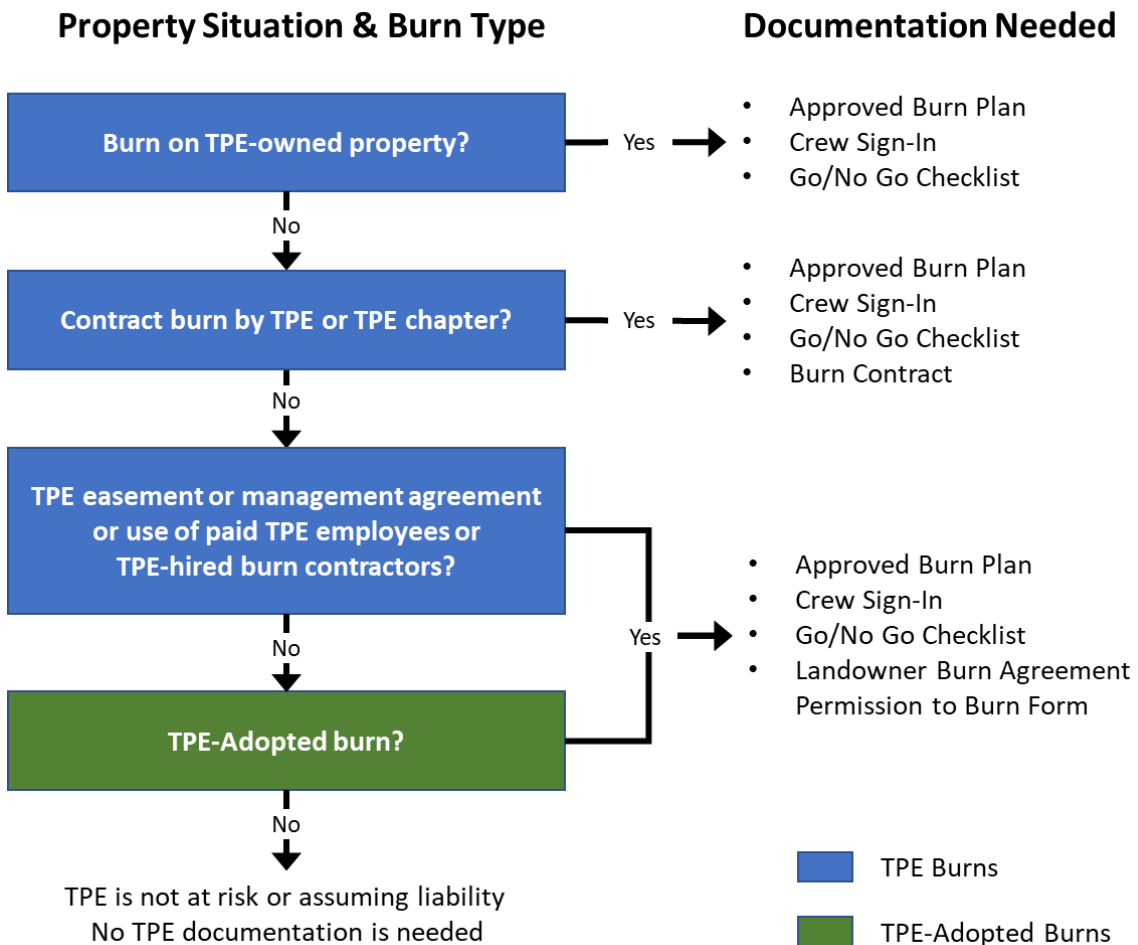 Property Situation & Burn Type
Documentation Needed
Burn on TPE-owned property?
Yes
• Approved Burn Plan
• Crew Sign-In
• Go/No Go Checklist
No
Contract burn by TPE or TPE chapter?
Yes
• Approved Burn Plan
• Crew Sign-In
• Go/No Go Checklist
• Burn Contract
No
TPE easement or management agreement
or use of paid TPE employees or
TPE-hired burn contractors?
No
TPE-Adopted burn?
Yes
• Approved Burn Plan
• Crew Sign-In
• Go/No Go Checklist
• Landowner Burn Agreement
Permission to Burn Form
No
TPE is not at risk or assuming liability
No TPE documentation is needed
TPE Burns
TPE-Adopted Burns